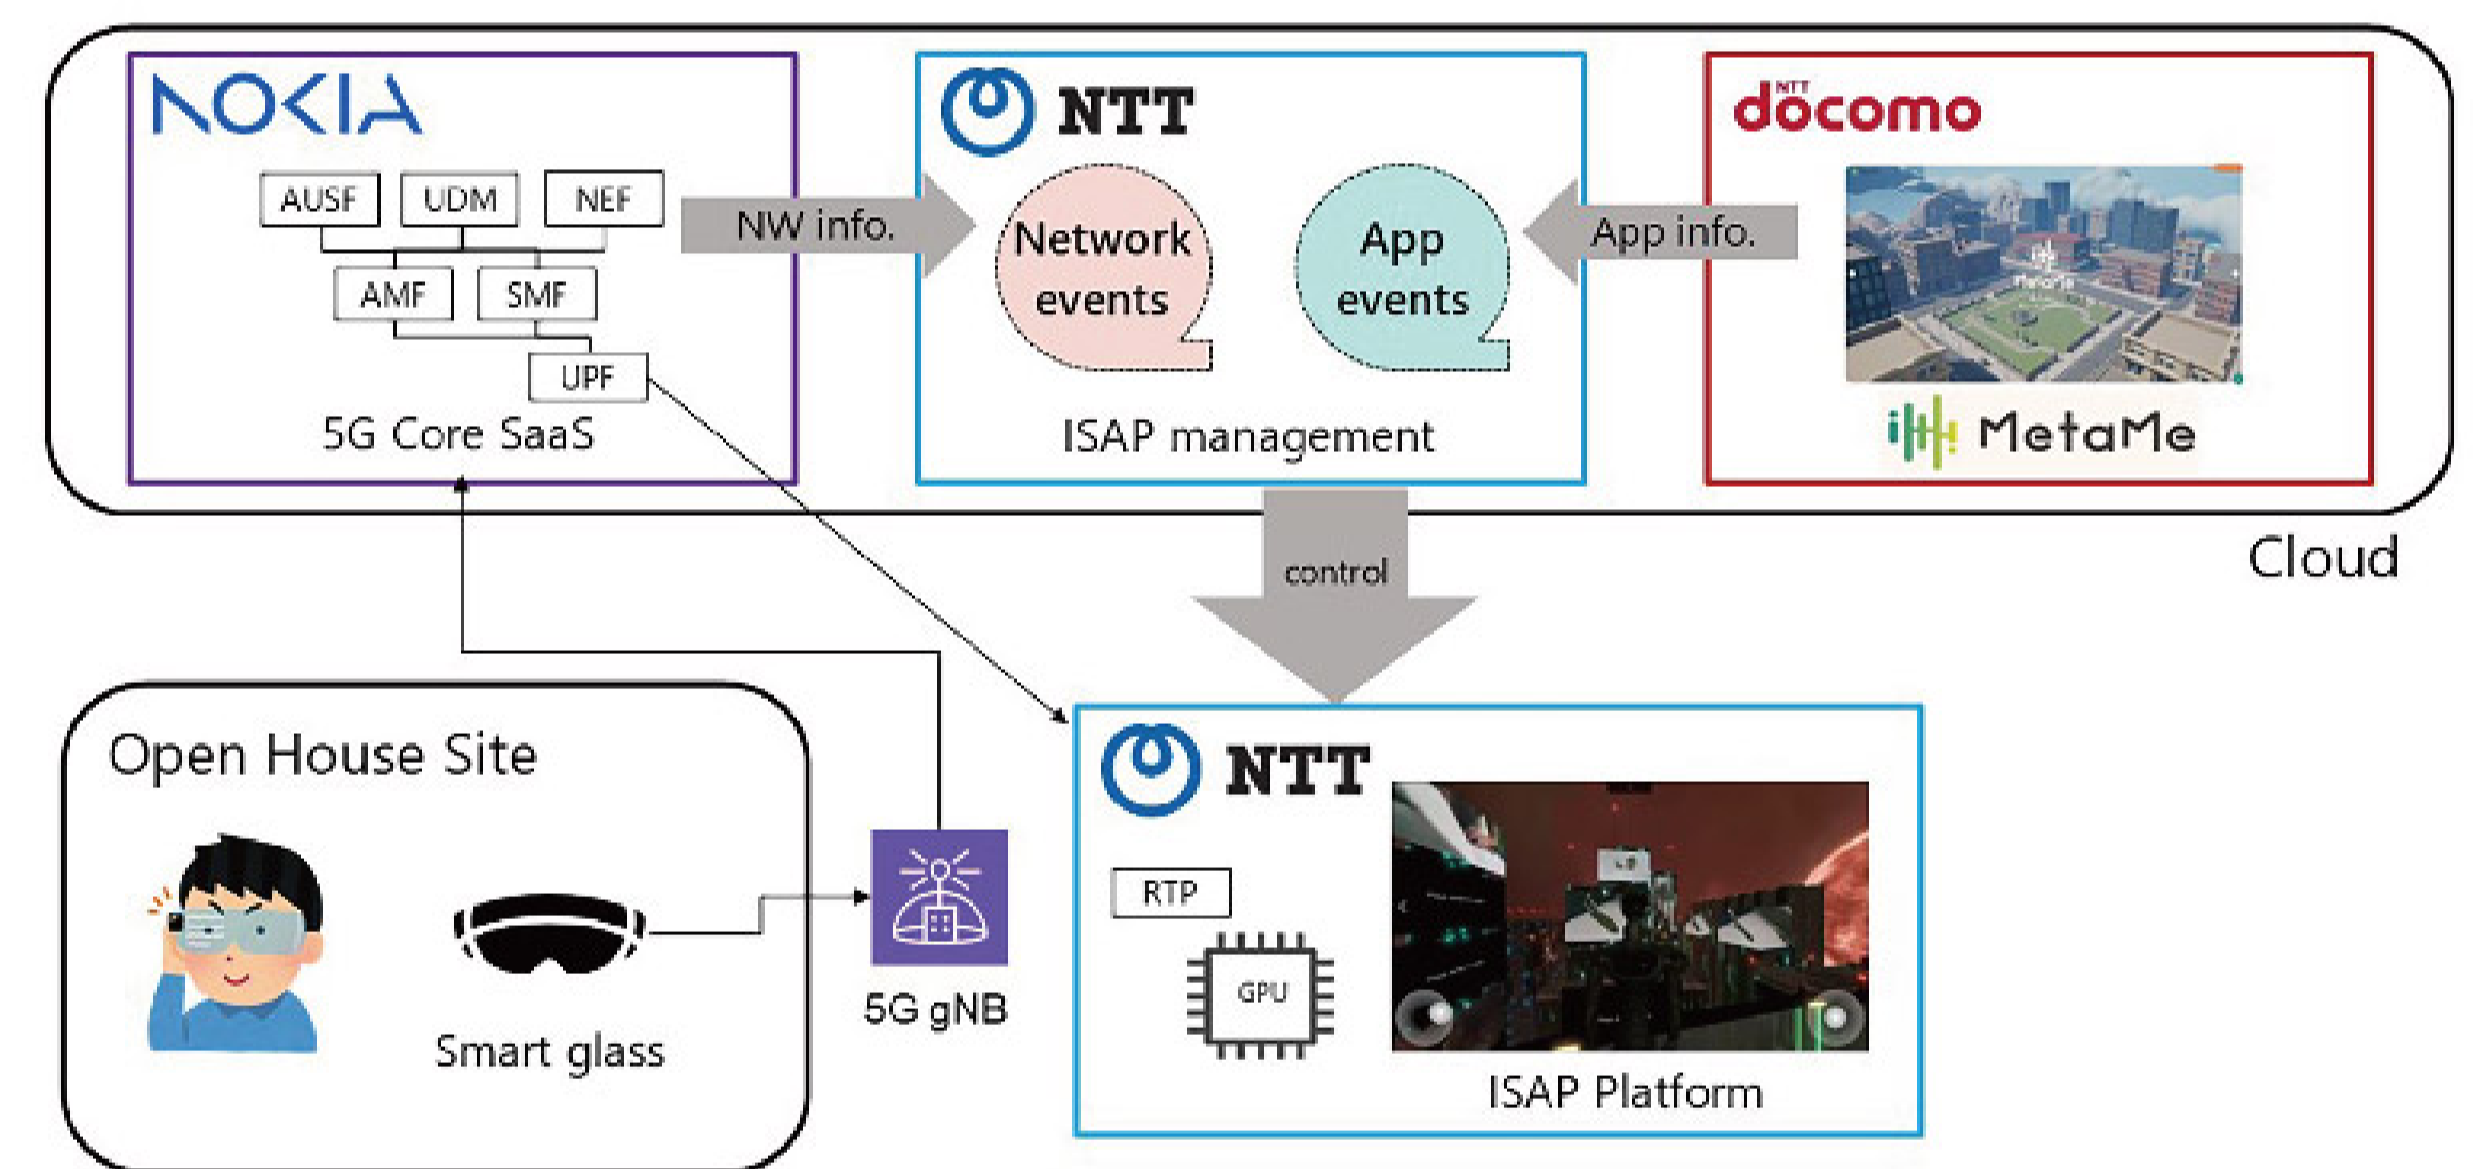 NOKIA
AUSF
UDM
NEF
AMF
SMF
UPF
5G Core SaaS
NW info.
NTT
Network
events
App
events
ISAP management
App info.
NTT
docomo
MetaMe
Cloud
control
Open House Site
Smart glass
5G gNB
NTT
RTP
GPU
ISAP Platform